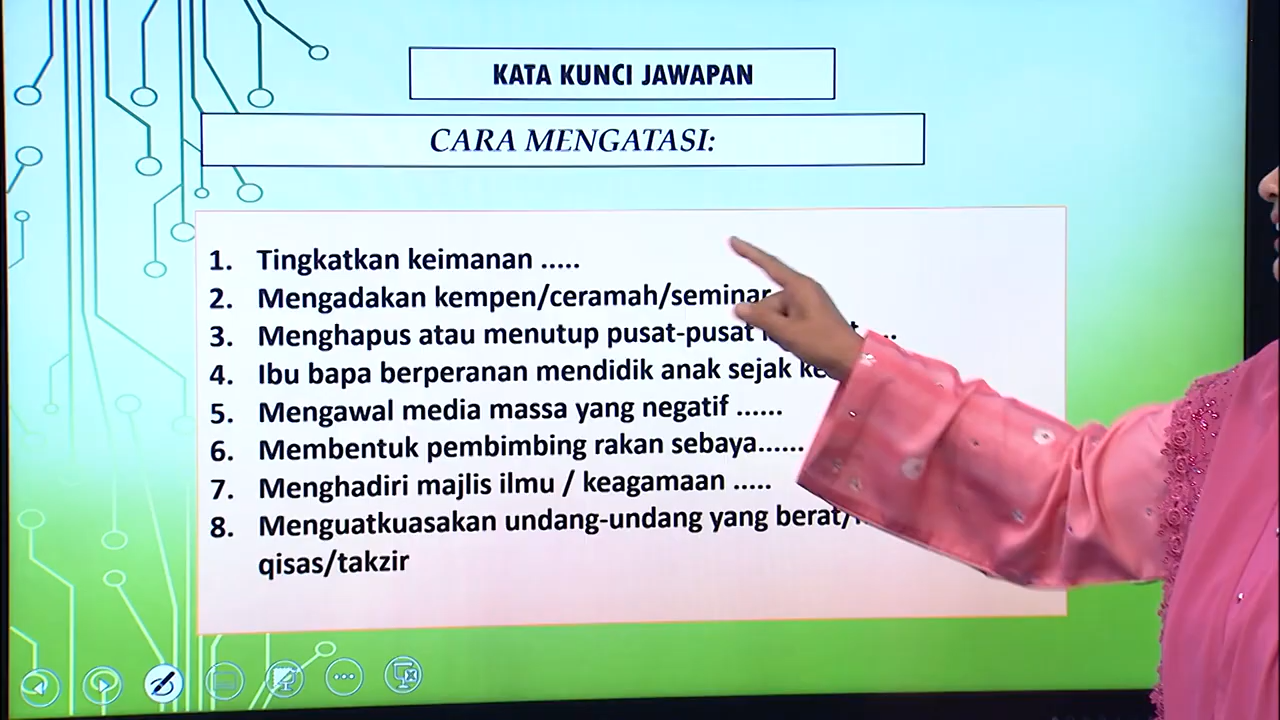 KATA KUNCI JAWAPAN
CARA MENGATASI:
1. Tingkatkan keimanan .....
2. Mengadakan kempen/ceramah/seminar
3. Menghapus atau menutup pusat-pusat
4. Ibu bapa berperanan mendidik anak sejak
5. Mengawal media massa yang negatif ......
6. Membentuk pembimbing rakan sebaya......
7. Menghadiri majlis ilmu / keagamaan .....
8. Menguatkuasakan undang-undang yang berat/
qisas/takzir